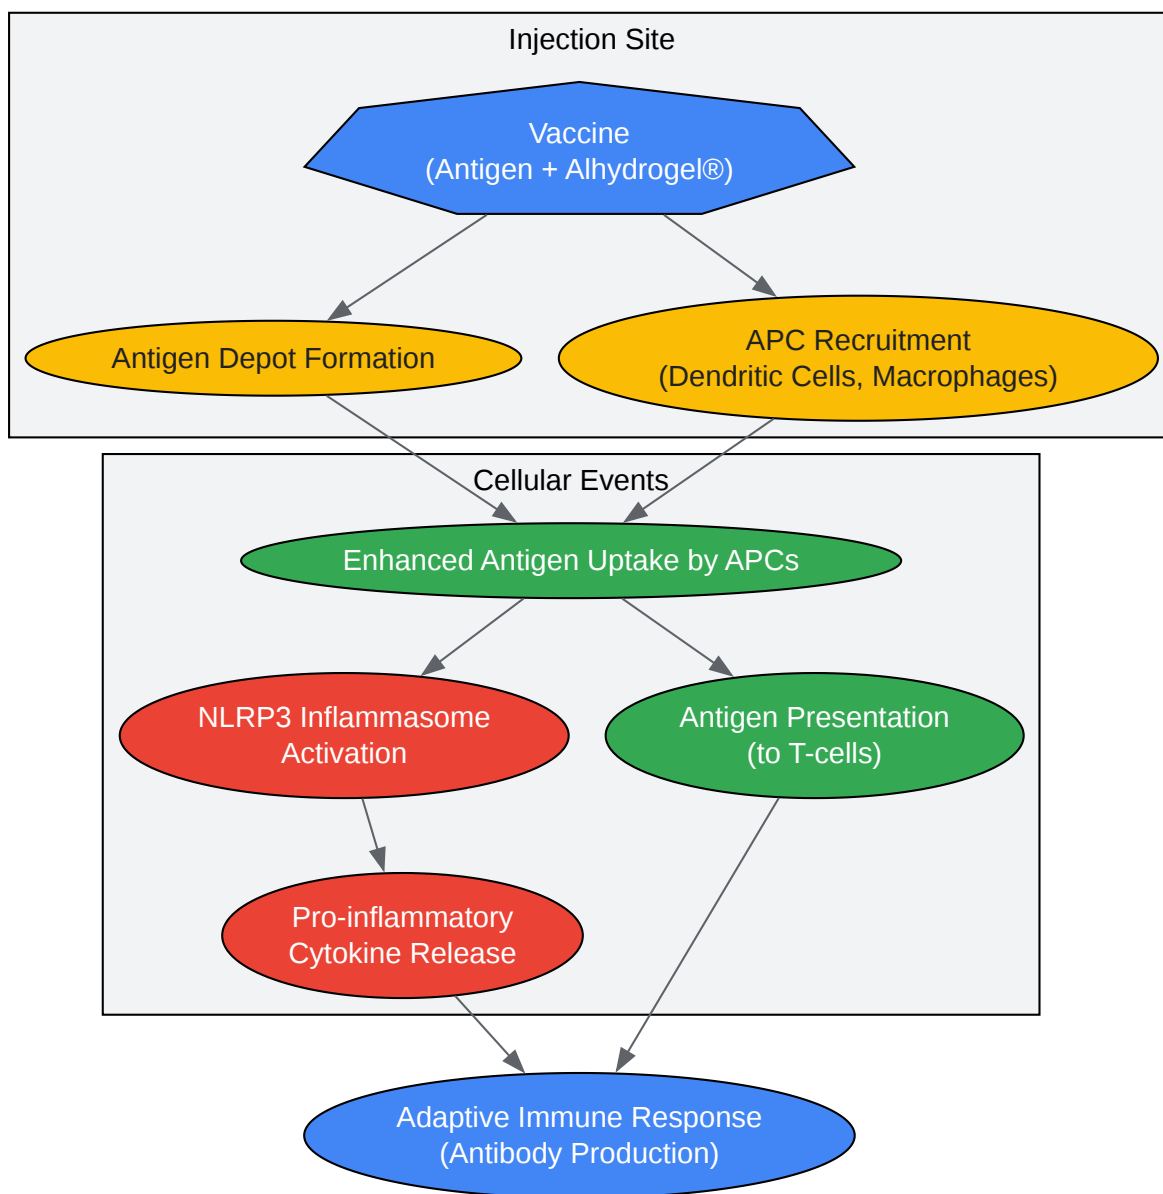 Injection Site
Vaccine
(Antigen + Alhydrogel®)
Antigen Depot Formation
APC Recruitment
(Dendritic Cells, Macrophages)
Cellular Events
Enhanced Antigen Uptake by APCs
NLRP3 Inflammasome
Activation
Antigen Presentation
(to T-cells)
Pro-inflammatory
Cytokine Release
Adaptive Immune Response
(Antibody Production)